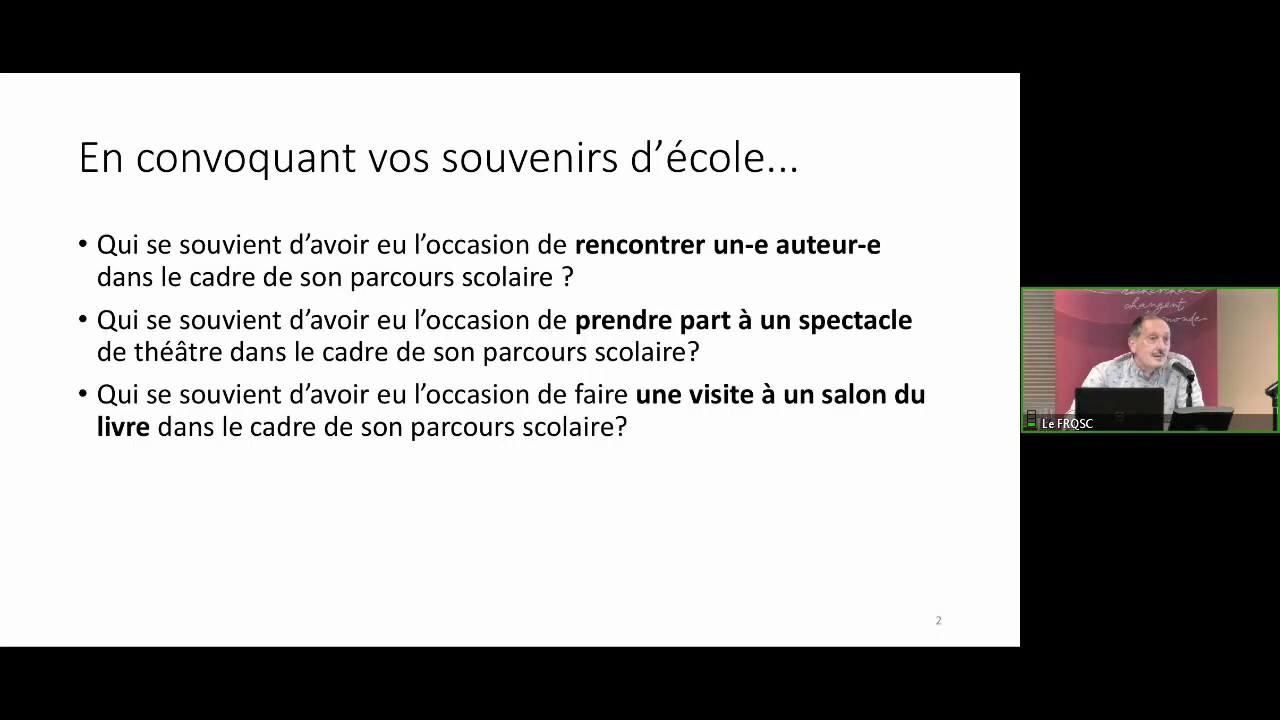 En convoquant vos souvenirs d’école...
• Qui se souvient d’avoir eu l’occasion de rencontrer un-e auteur-e
dans le cadre de son parcours scolaire ?
• Qui se souvient d’avoir eu l’occasion de prendre part à un spectacle
de théâtre dans le cadre de son parcours scolaire?
• Qui se souvient d’avoir eu l’occasion de faire une visite à un salon du
livre dans le cadre de son parcours scolaire?
2
changent
monde
Le FRQSC